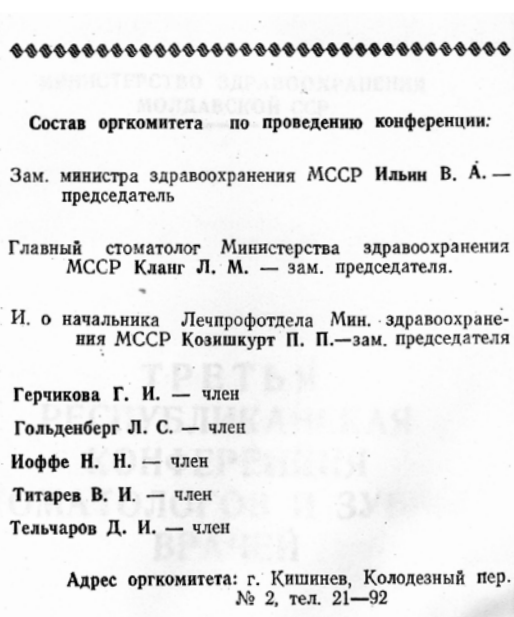 Состав оргкомитета по проведению конференции:
Зам. министра здравоохранения МССР Ильин В. А. —
председатель
Главный стоматолог Министерства здравоохранения
МССР Кланг Л. М. — зам. председателя.
И. о начальника Лечпрофотдела Мин. здравоохране-
ния МССР Козишкурт П. П.—зам. председателя
Герчикова Г. И. — член
Гольденберг Л. С. — член
Иоффе Н. Н. — член
Титарев В. И. — член
Тельчаров Д. И. — член
Адрес оргкомитета: г. Кишинев, Колодезный пер.
№ 2, тел. 21—92